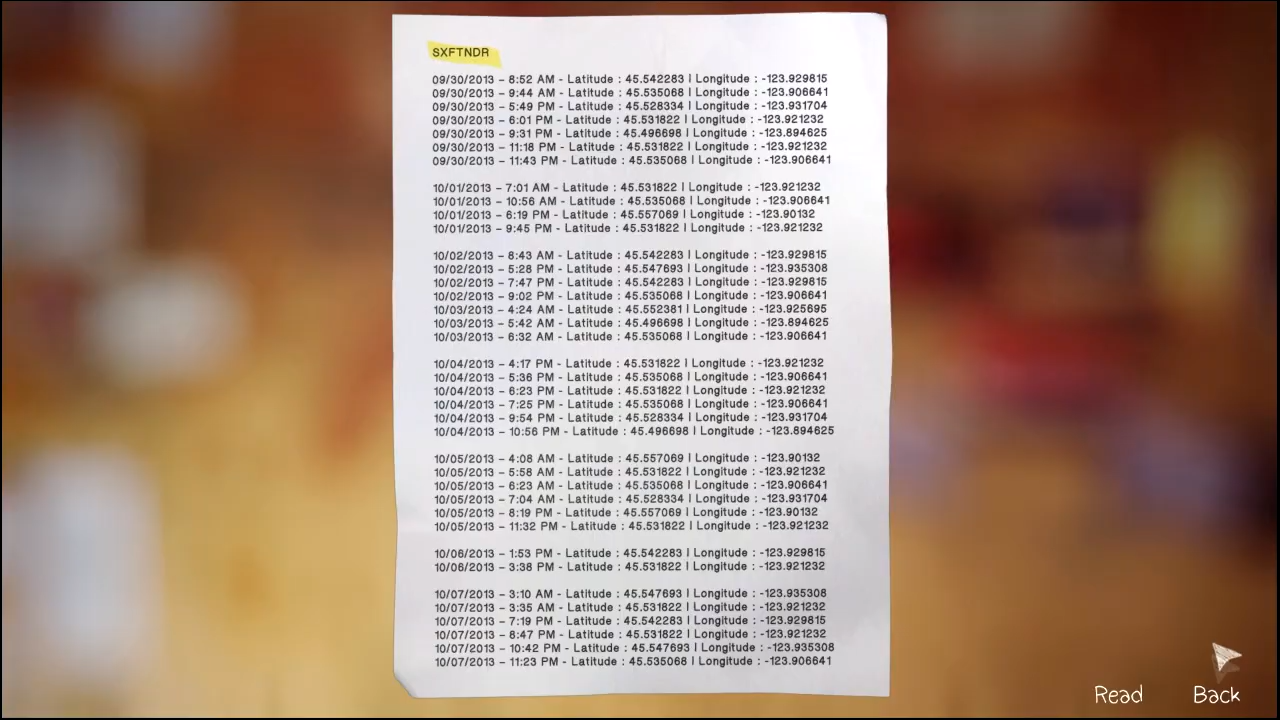 SXFTNDR
09/30/2013 – 8:52 AM - Latitude : 45.542283 | Longitude : -123.929815
09/30/2013 – 9:44 AM - Latitude : 45.535068 | Longitude : -123.906641
09/30/2013 – 5:49 PM - Latitude : 45.528334 | Longitude : -123.931704
09/30/2013 – 6:01 PM - Latitude : 45.531822 | Longitude : -123.921232
09/30/2013 – 9:31 PM - Latitude : 45.496698 | Longitude : -123.894625
09/30/2013 – 11:18 PM - Latitude : 45.531822 | Longitude : -123.921232
09/30/2013 – 11:43 PM - Latitude : 45.535068 | Longitude : -123.906641
10/01/2013 – 7:01 AM - Latitude : 45.531822 | Longitude : -123.921232
10/01/2013 – 10:56 AM - Latitude : 45.535068 | Longitude : -123.906641
10/01/2013 – 6:19 PM - Latitude : 45.557069 | Longitude : -123.90132
10/01/2013 – 9:45 PM - Latitude : 45.531822 | Longitude : -123.921232
10/02/2013 – 8:43 AM - Latitude : 45.542283 | Longitude : -123.929815
10/02/2013 – 5:28 PM - Latitude : 45.547693 | Longitude : -123.935308
10/02/2013 – 7:47 PM - Latitude : 45.542283 | Longitude : -123.929815
10/02/2013 – 9:02 PM - Latitude : 45.535068 | Longitude : -123.906641
10/03/2013 – 4:24 AM - Latitude : 45.552381 | Longitude : -123.925695
10/03/2013 – 5:42 AM - Latitude : 45.496698 | Longitude : -123.894625
10/03/2013 – 6:32 AM - Latitude : 45.535068 | Longitude : -123.906641
10/04/2013 – 4:17 PM - Latitude : 45.531822 | Longitude : -123.921232
10/04/2013 – 5:36 PM - Latitude : 45.535068 | Longitude : -123.906641
10/04/2013 – 6:23 PM - Latitude : 45.531822 | Longitude : -123.921232
10/04/2013 – 7:25 PM - Latitude : 45.535068 | Longitude : -123.906641
10/04/2013 – 9:54 PM - Latitude : 45.528334 | Longitude : -123.931704
10/04/2013 – 10:56 PM - Latitude : 45.496698 | Longitude : -123.894625
10/05/2013 – 4:08 AM - Latitude : 45.557069 | Longitude : -123.90132
10/05/2013 – 5:58 AM - Latitude : 45.531822 | Longitude : -123.921232
10/05/2013 – 6:23 AM - Latitude : 45.535068 | Longitude : -123.906641
10/05/2013 – 7:04 AM - Latitude : 45.528334 | Longitude : -123.931704
10/05/2013 – 8:19 PM - Latitude : 45.557069 | Longitude : -123.90132
10/05/2013 – 11:32 PM - Latitude : 45.531822 | Longitude : -123.921232
10/06/2013 – 1:53 PM - Latitude : 45.542283 | Longitude : -123.929815
10/06/2013 – 3:38 PM - Latitude : 45.531822 | Longitude : -123.921232
10/07/2013 – 3:10 AM - Latitude : 45.547693 | Longitude : -123.935308
10/07/2013 – 3:35 AM - Latitude : 45.531822 | Longitude : -123.921232
10/07/2013 – 7:19 PM - Latitude : 45.542283 | Longitude : -123.929815
10/07/2013 – 8:47 PM - Latitude : 45.531822 | Longitude : -123.921232
10/07/2013 – 10:42 PM - Latitude : 45.547693 | Longitude : -123.935308
10/07/2013 – 11:23 PM - Latitude : 45.535068 | Longitude : -123.906641
Read Back